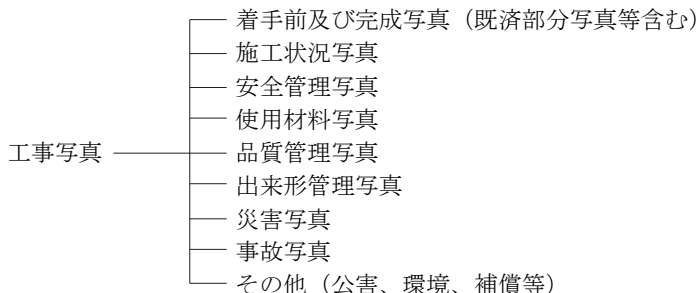 着手前及び完成写真（既済部分写真等含む）
施工状況写真
安全管理写真
使用材料写真
工事写真
品質管理写真
出来形管理写真
災害写真
事故写真
その他（公害、環境、補償等）